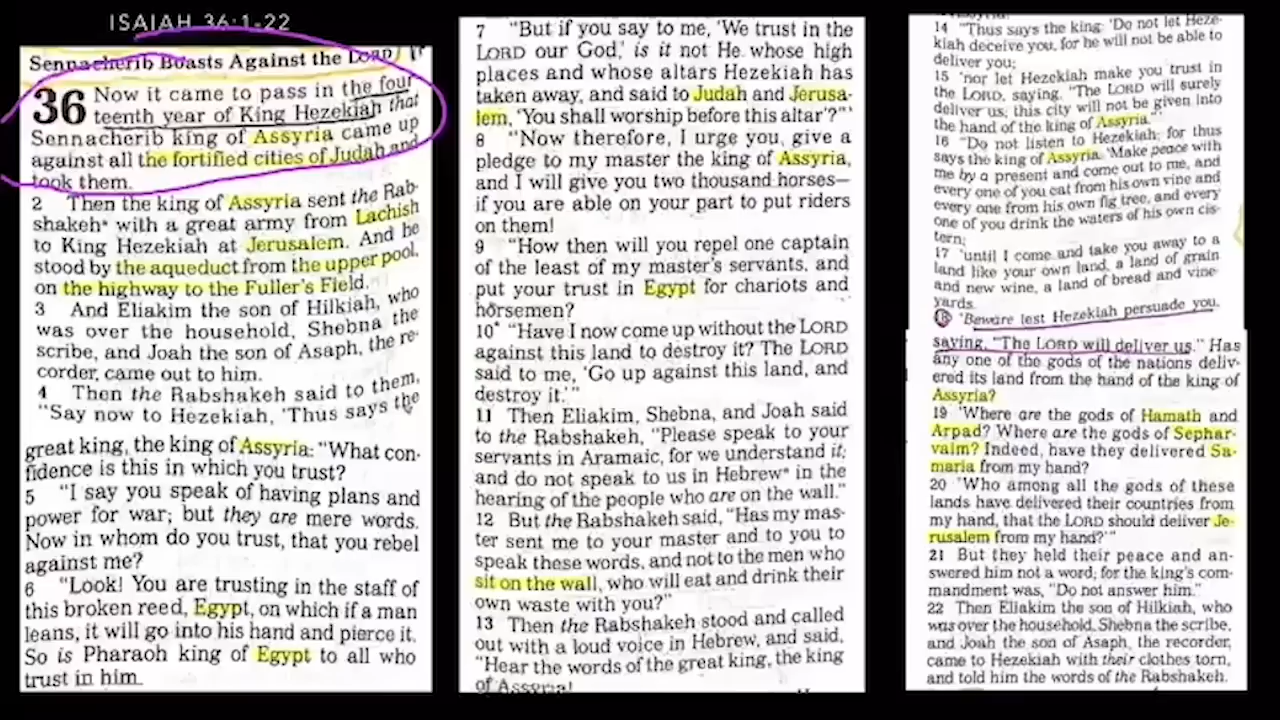 ISAIAH 36:1-22
Sennacherib Boasts Against the LORD
36 Now it came to pass in the four
teenth year of King Hezekiah that
Sennacherib king of Assyria came up
against all the fortified cities of Judah and
took them.
2 Then the king of Assyria sent the Rab-
shakeh* with a great army from Lachish
to King Hezekiah at Jerusalem. And he
stood by the aqueduct from the upper pool,
on the highway to the Fuller's Field.
3 And Eliakim the son of Hilkiah, who
was over the household, Shebna the
scribe, and Joah the son of Asaph, the re-
corder, came out to him.
4 Then the Rabshakeh said to them,
"Say now to Hezekiah, 'Thus says the
great king, the king of Assyria: "What con-
fidence is this in which you trust?
5 "I say you speak of having plans and
power for war; but they are mere words.
Now in whom do you trust, that you rebel
against me?
6 "Look! You are trusting in the staff of
this broken reed, Egypt, on which if a man
leans, it will go into his hand and pierce it.
So is Pharaoh king of Egypt to all who
trust in him.
7 "But if you say to me, 'We trust in the
LORD our God,' is it not He whose high
places and whose altars Hezekiah has
taken away, and said to Judah and Jerusa-
lem, 'You shall worship before this altar'?"'
8 "Now therefore, I urge you, give a
pledge to my master the king of Assyria,
and I will give you two thousand horses—
if you are able on your part to put riders
on them!
9 "How then will you repel one captain
of the least of my master's servants, and
put your trust in Egypt for chariots and
horsemen?
10* "Have I now come up without the LORD
against this land to destroy it? The LORD
said to me, 'Go up against this land, and
destroy it.'"
11 Then Eliakim, Shebna, and Joah said
to the Rabshakeh, "Please speak to your
servants in Aramaic, for we understand it;
and do not speak to us in Hebrew* in the
hearing of the people who are on the wall."
12 But the Rabshakeh said, "Has my mas-
ter sent me to your master and to you to
speak these words, and not to the men who
sit on the wall, who will eat and drink their
own waste with you?"
13 Then the Rabshakeh stood and called
out with a loud voice in Hebrew, and said,
"Hear the words of the great king, the king
of Assyria!
14 "Thus says the king: 'Do not let Heze-
kiah deceive you, for he will not be able to
deliver you;
15 'nor let Hezekiah make you trust in
the LORD, saying, "The LORD will surely
deliver us; this city will not be given into
the hand of the king of Assyria."'
16 "Do not listen to Hezekiah; for thus
says the king of Assyria: 'Make peace with
me by a present and come out to me; and
every one of you eat from his own vine and
every one from his own fig tree, and every
one of you drink the waters of his own cis-
tern;
17 'until I come and take you away to a
land like your own land, a land of grain
and new wine, a land of bread and vine-
yards.
18 'Beware lest Hezekiah persuade you,
saying, "The LORD will deliver us." Has
any one of the gods of the nations deliv-
ered its land from the hand of the king of
Assyria?
19 'Where are the gods of Hamath and
Arpad? Where are the gods of Sephar-
vaim? Indeed, have they delivered Sa-
maria from my hand?
20 'Who among all the gods of these
lands have delivered their countries from
my hand, that the LORD should deliver Je-
rusalem from my hand?'"
21 But they held their peace and an-
swered him not a word; for the king's com-
mandment was, "Do not answer him."
22 Then Eliakim the son of Hilkiah, who
was over the household, Shebna the scribe,
and Joah the son of Asaph, the recorder,
came to Hezekiah with their clothes torn,
and told him the words of the Rabshakeh.